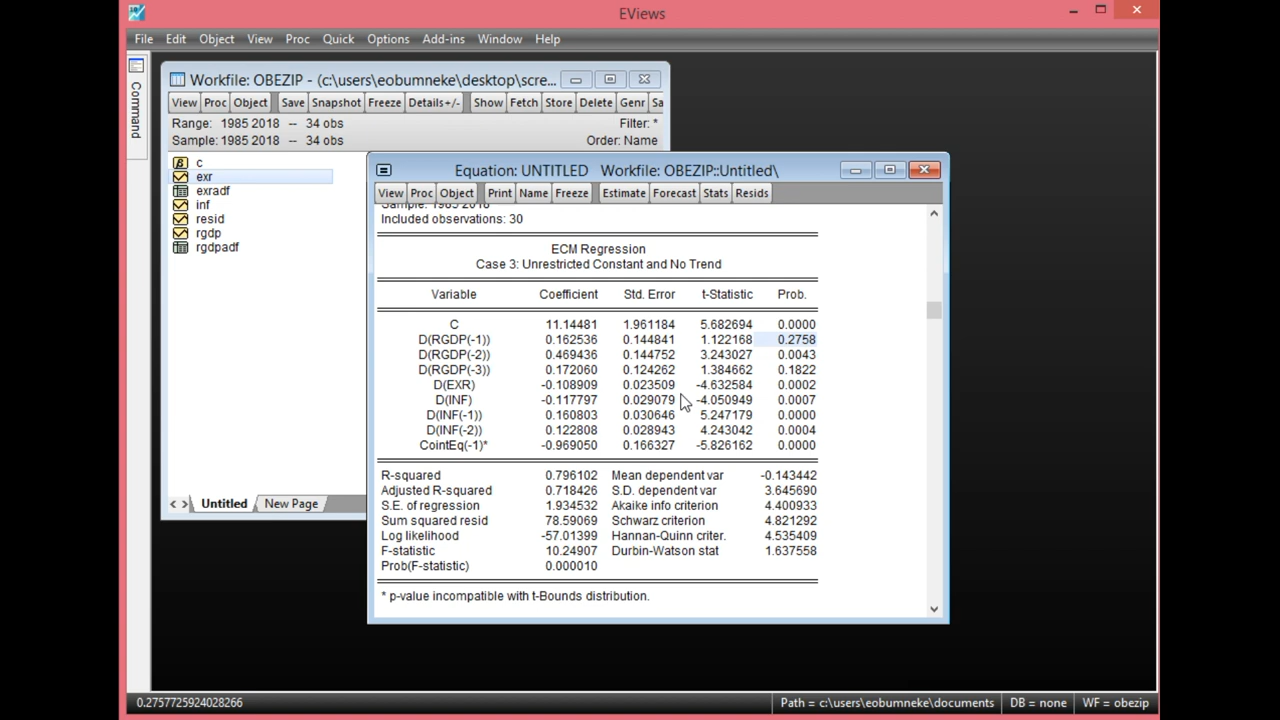 EViews
File Edit Object View Proc Quick Options Add-ins Window Help
Command
Workfile: OBEZIP - (c:\users\eobumneke\desktop\scre...
View Proc Object Save Snapshot Freeze Details+/- Show Fetch Store Delete Genr Sa
Range: 1985 2018 -- 34 obs Filter: *
Sample: 1985 2018 -- 34 obs Order: Name
c
exr
exradf
inf
resid
rgdp
rgdpadf
Untitled New Page
Equation: UNTITLED Workfile: OBEZIP::Untitled\
View Proc Object Print Name Freeze Estimate Forecast Stats Resids
Sample: 1985 2018
Included observations: 30
ECM Regression
Case 3: Unrestricted Constant and No Trend
Variable Coefficient Std. Error t-Statistic Prob.
C 11.14481 1.961184 5.682694 0.0000
D(RGDP(-1)) 0.162536 0.144841 1.122168 0.2758
D(RGDP(-2)) 0.469436 0.144752 3.243027 0.0043
D(RGDP(-3)) 0.172060 0.124262 1.384662 0.1822
D(EXR) -0.108909 0.023509 -4.632584 0.0002
D(INF) -0.117797 0.029079 -4.050949 0.0007
D(INF(-1)) 0.160803 0.030646 5.247179 0.0000
D(INF(-2)) 0.122808 0.028943 4.243042 0.0004
CointEq(-1)* -0.969050 0.166327 -5.826162 0.0000
R-squared 0.796102 Mean dependent var -0.143442
Adjusted R-squared 0.718426 S.D. dependent var 3.645690
S.E. of regression 1.934532 Akaike info criterion 4.400933
Sum squared resid 78.59069 Schwarz criterion 4.821292
Log likelihood -57.01399 Hannan-Quinn criter. 4.535409
F-statistic 10.24907 Durbin-Watson stat 1.637558
Prob(F-statistic) 0.000010
* p-value incompatible with t-Bounds distribution.
0.2757725924028266 Path = c:\users\eobumneke\documents DB = none WF = obezip